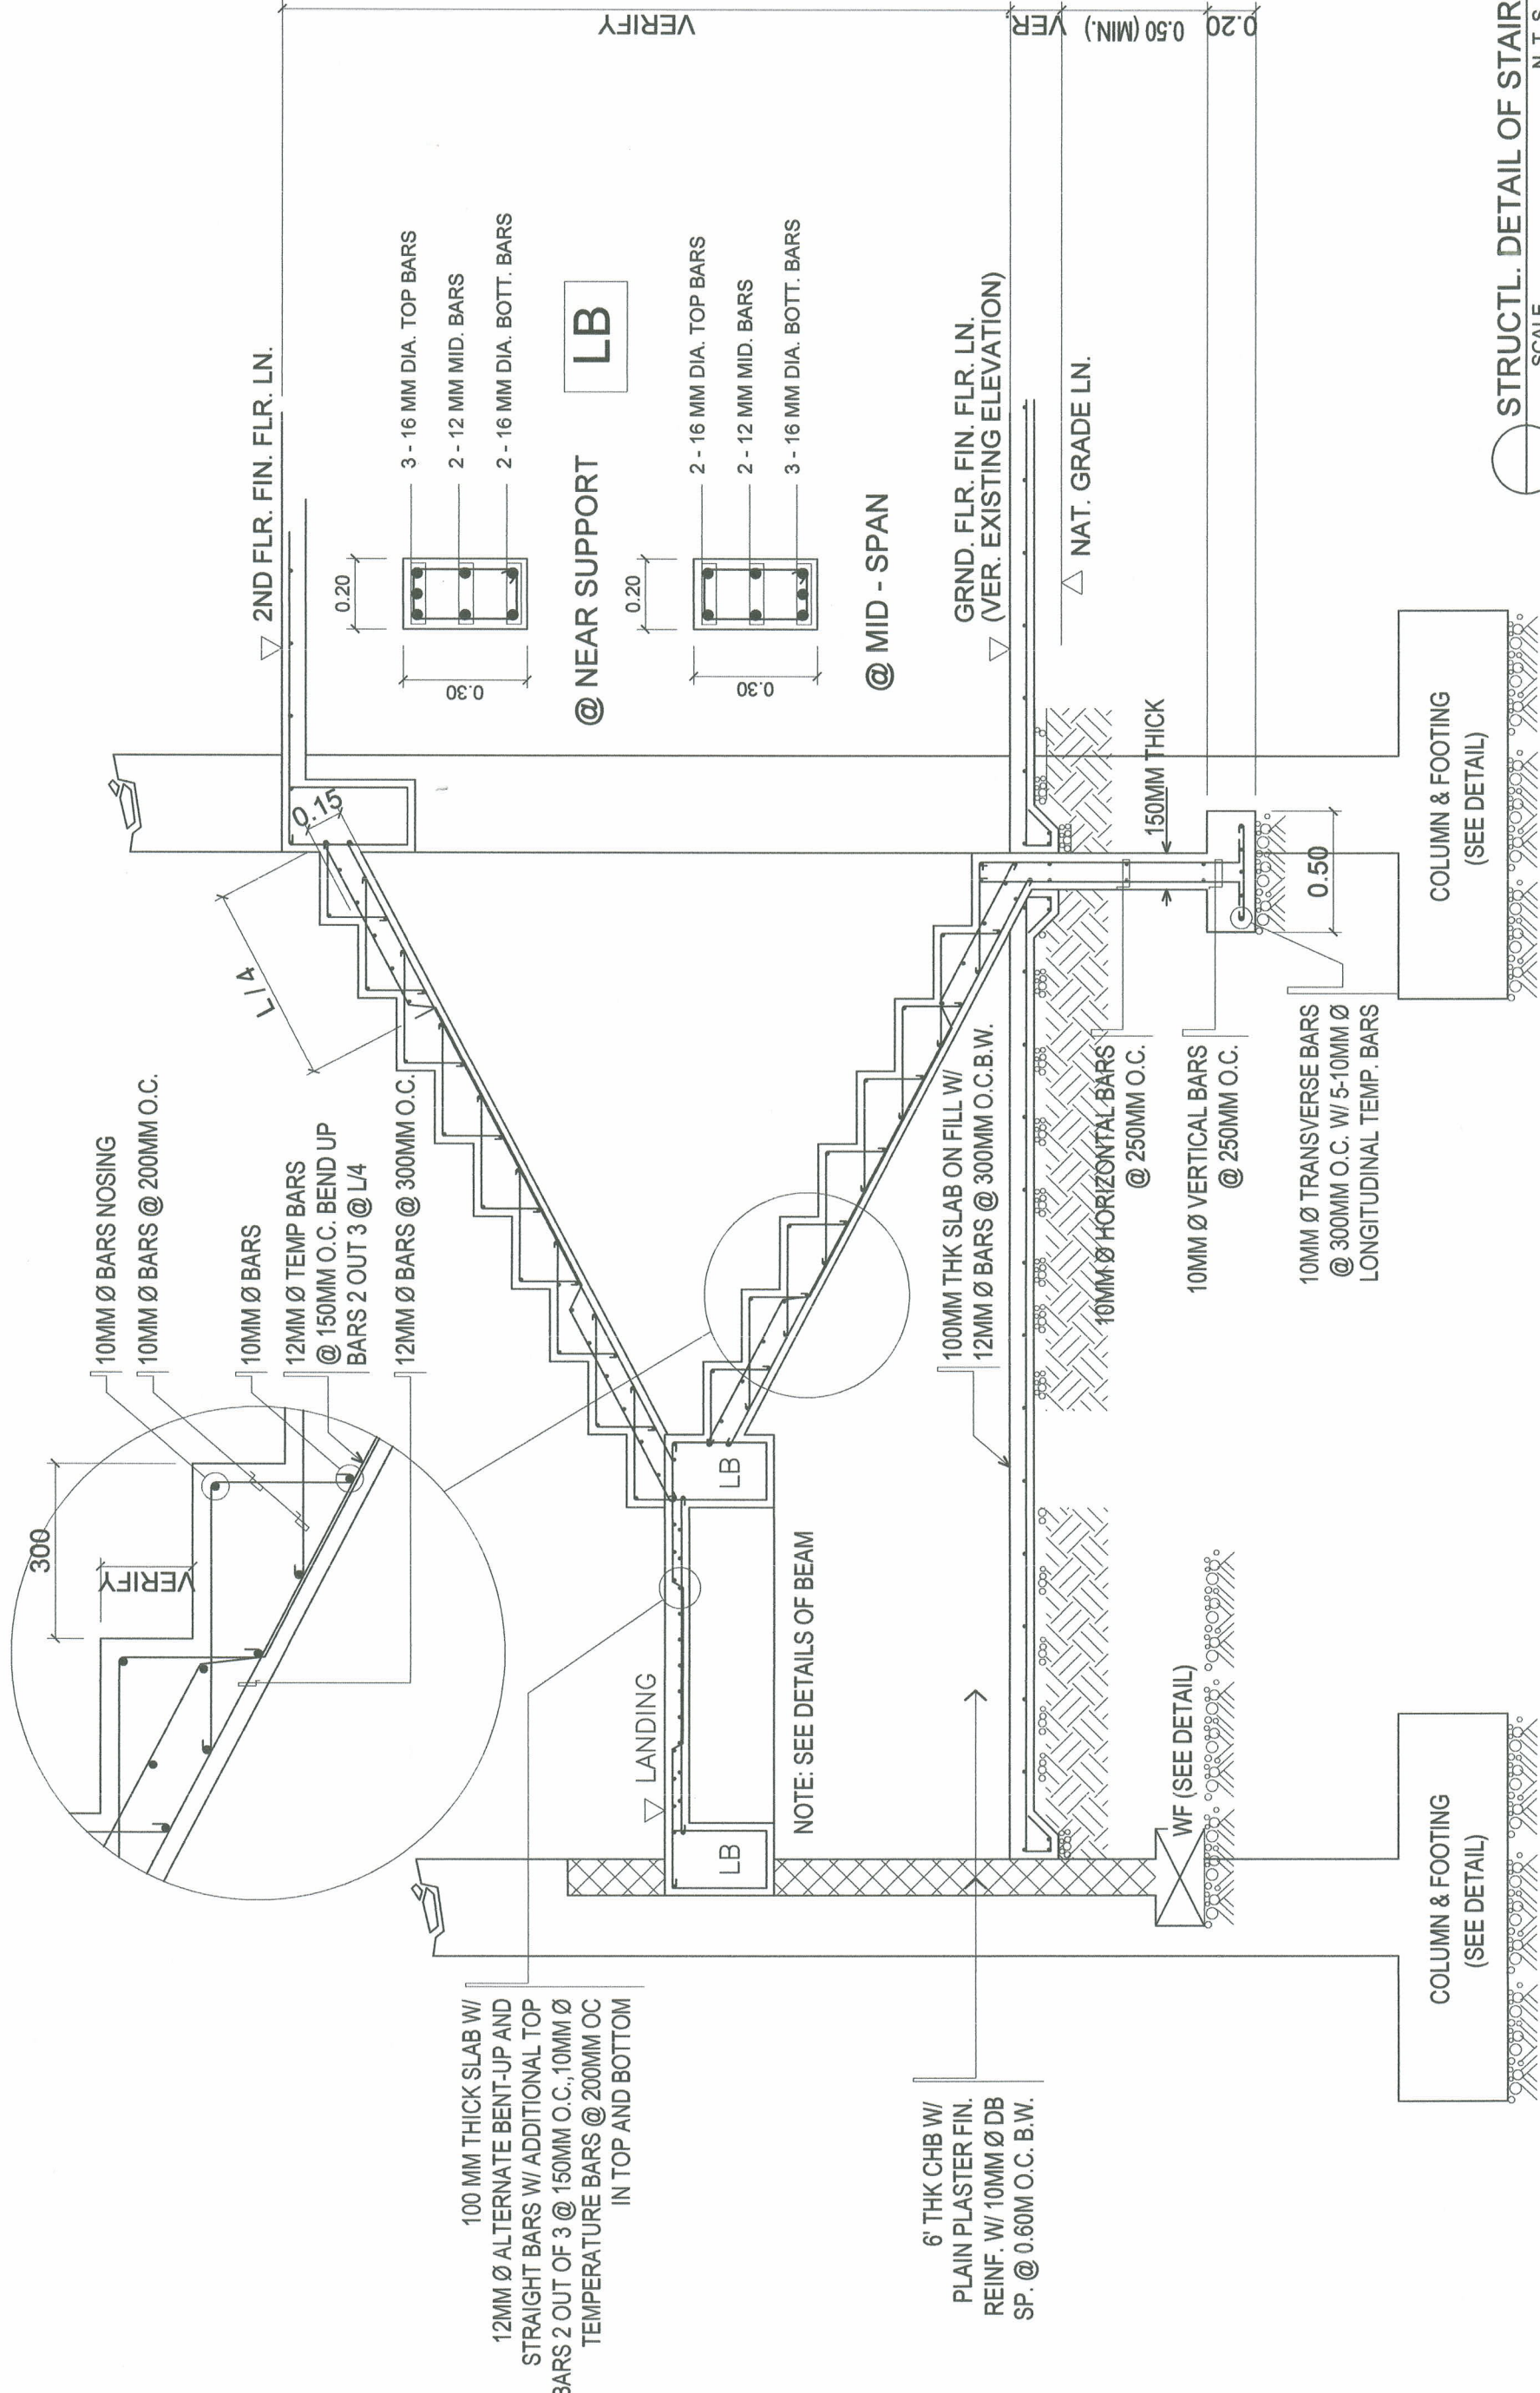 10MM Ø BARS NOSING
10MM Ø BARS @ 200MM O.C.
10MM Ø BARS
12MM Ø TEMP BARS
@ 150MM O.C. BEND UP
BARS 2 OUT 3 @ L/4
12MM Ø BARS @ 300MM O.C.
300
VERIFY
L / 4
0.15
2ND FLR. FIN. FLR. LN.
VERIFY
VER.
0.50 (MIN.)
0.20
0.20
0.30
3 - 16 MM DIA. TOP BARS
2 - 12 MM MID. BARS
2 - 16 MM DIA. BOTT. BARS
@ NEAR SUPPORT
LB
0.20
0.30
2 - 16 MM DIA. TOP BARS
2 - 12 MM MID. BARS
3 - 16 MM DIA. BOTT. BARS
@ MID - SPAN
100 MM THICK SLAB W/
12MM Ø ALTERNATE BENT-UP AND
STRAIGHT BARS W/ ADDITIONAL TOP
BARS 2 OUT OF 3 @ 150MM O.C.,10MM Ø
TEMPERATURE BARS @ 200MM OC
IN TOP AND BOTTOM
LANDING
LB
LB
NOTE: SEE DETAILS OF BEAM
GRND. FLR. FIN. FLR. LN.
(VER. EXISTING ELEVATION)
NAT. GRADE LN.
100MM THK SLAB ON FILL W/
12MM Ø BARS @ 300MM O.C.B.W.
6' THK CHB W/
PLAIN PLASTER FIN.
REINF. W/ 10MM Ø DB
SP. @ 0.60M O.C. B.W.
10MM Ø HORIZONTAL BARS
@ 250MM O.C.
150MM THICK
10MM Ø VERTICAL BARS
@ 250MM O.C.
WF (SEE DETAIL)
10MM Ø TRANSVERSE BARS
@ 300MM O.C. W/ 5-10MM Ø
LONGITUDINAL TEMP. BARS
0.50
COLUMN & FOOTING
(SEE DETAIL)
COLUMN & FOOTING
(SEE DETAIL)
STRUCTL. DETAIL OF STAIR
SCALE N.T.S.